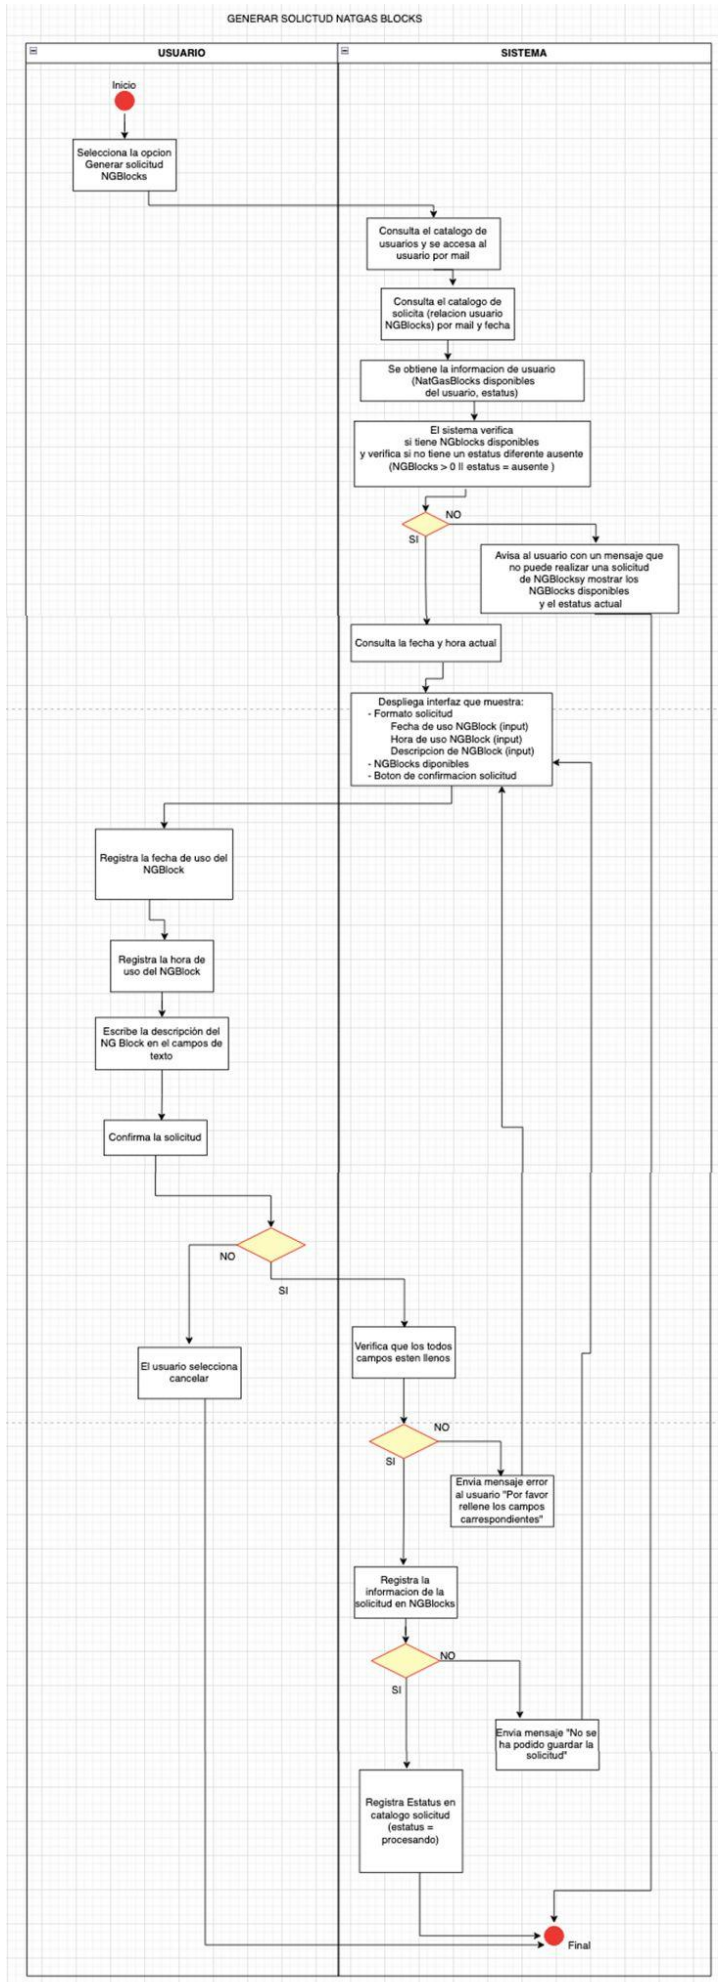 GENERAR SOLICTUD NATGAS BLOCKS
USUARIO
SISTEMA
Inicio
Selecciona la opcion
Generar solicitud
NGBlocks
Consulta el catalogo de
usuarios y se accesa al
usuario por mail
Consulta el catalogo de
solicita (relacion usuario
NGBlocks) por mail y fecha
Se obtiene la informacion de usuario
(NatGasBlocks disponibles
del usuario, estatus)
El sistema verifica
si tiene NGblocks disponibles
y verifica si no tiene un estatus diferente ausente
(NGBlocks > 0 II estatus = ausente )
NO
SI
Avisa al usuario con un mensaje que
no puede realizar una solicitud
de NGBlocksy mostrar los
NGBlocks disponibles
y el estatus actual
Consulta la fecha y hora actual
Despliega interfaz que muestra:
- Formato solicitud
Fecha de uso NGBlock (input)
Hora de uso NGBlock (input)
Descripcion de NGBlock (input)
- NGBlocks diponibles
- Boton de confirmacion solicitud
Registra la fecha de uso del
NGBlock
Registra la hora de
uso del NGBlock
Escribe la descripciòn del
NG Block en el campos de
texto
Confirma la solicitud
NO
SI
El usuario selecciona
cancelar
Verifica que los todos
campos esten llenos
NO
SI
Envia mensaje error
al usuario "Por favor
rellene los campos
carrespondientes"
Registra la
informacion de la
solicitud en NGBlocks
NO
SI
Envia mensaje "No se
ha podido guardar la
solicitud"
Registra Estatus en
catalogo solicitud
(estatus =
procesando)
Final